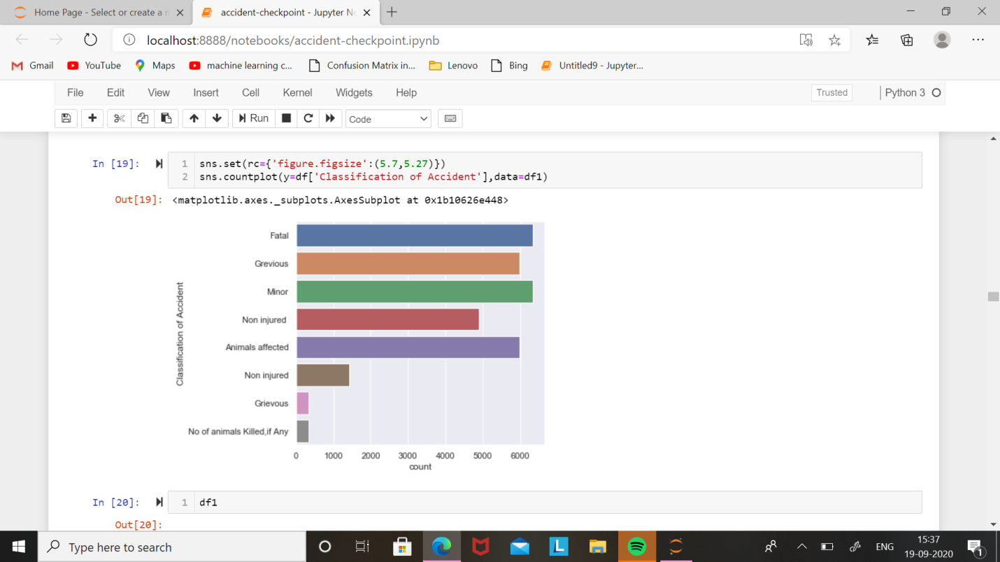 Home Page - Select or create a n
accident-checkpoint - Jupyter No
localhost:8888/notebooks/accident-checkpoint.ipynb
Gmail
YouTube
Maps
machine learning c...
Confusion Matrix in...
Lenovo
Bing
Untitled9 - Jupyter...
File
Edit
View
Insert
Cell
Kernel
Widgets
Help
Trusted
Python 3
Run
Code
In [19]:
1 sns.set(rc={'figure.figsize':(5.7,5.27)})
2 sns.countplot(y=df['Classification of Accident'],data=df1)
Out[19]: <matplotlib.axes._subplots.AxesSubplot at 0x1b10626e448>
Classification of Accident
Fatal
Grevious
Minor
Non injured
Animals affected
Non injured
Grievous
No of animals Killed,if Any
0 1000 2000 3000 4000 5000 6000
count
In [20]:
1 df1
Out[20]:
Type here to search
L
ENG
15:37
19-09-2020
1